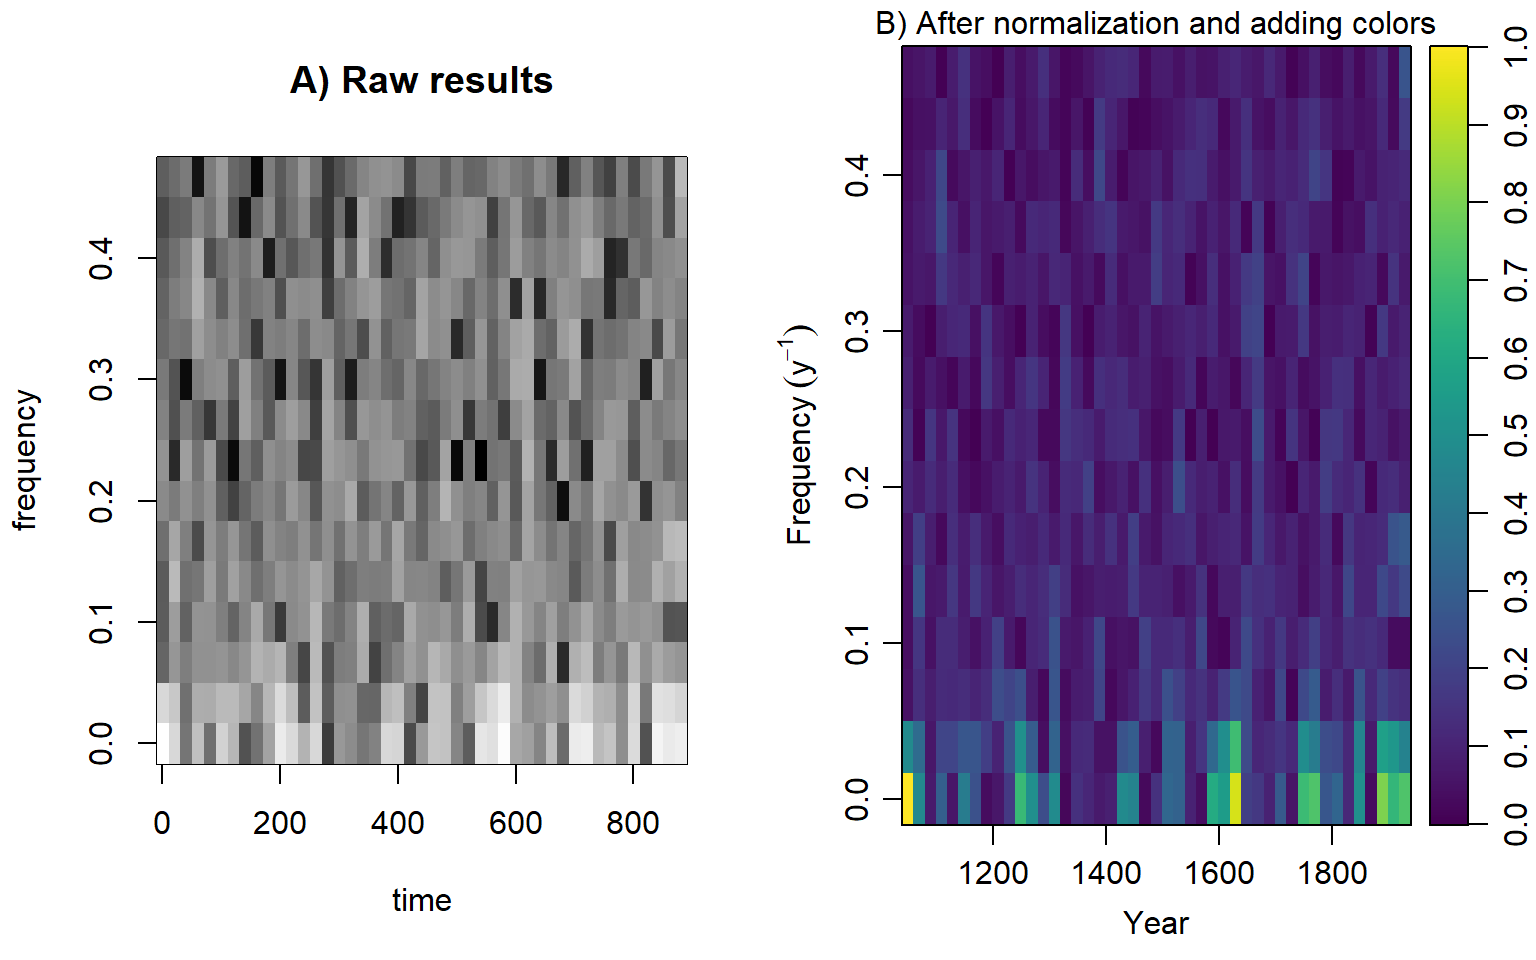 A) Raw results
frequency
0.4
0.3
0.2
0.1
0.0
0 200 400 600 800
time
B) After normalization and adding colors
Frequency (y⁻¹)
0.4
0.3
0.2
0.1
0.0
1200 1400 1600 1800
Year
1.0
0.9
0.8
0.7
0.6
0.5
0.4
0.3
0.2
0.1
0.0